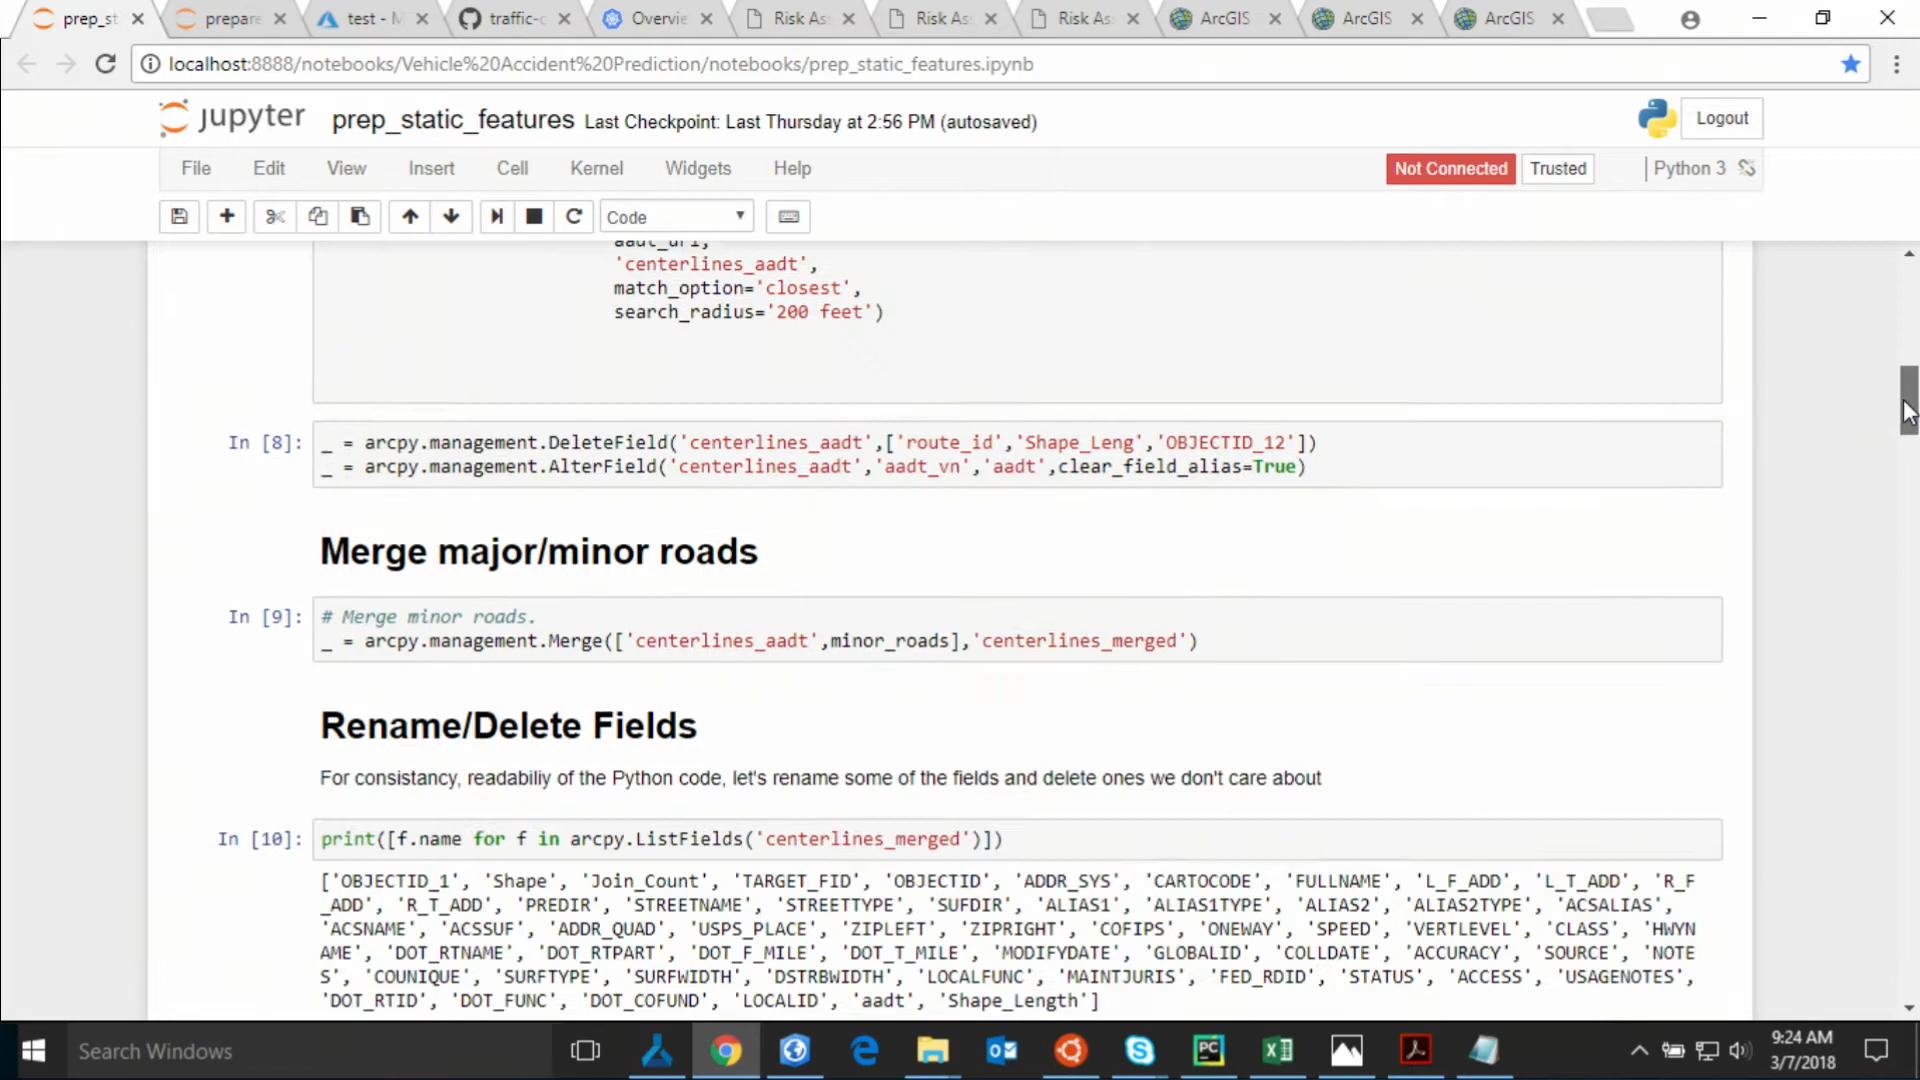 prep_st
prepare
test - M
traffic-c
Overvie
Risk As
Risk As
Risk As
ArcGIS
ArcGIS
ArcGIS
localhost:8888/notebooks/Vehicle%20Accident%20Prediction/notebooks/prep_static_features.ipynb
jupyter prep_static_features Last Checkpoint: Last Thursday at 2:56 PM (autosaved)
Logout
File Edit View Insert Cell Kernel Widgets Help
Not Connected Trusted Python 3
Code
'centerlines_aadt',
match_option='closest',
search_radius='200 feet')
In [8]: _ = arcpy.management.DeleteField('centerlines_aadt',['route_id','Shape_Leng','OBJECTID_12'])
_ = arcpy.management.AlterField('centerlines_aadt','aadt_vn','aadt',clear_field_alias=True)
Merge major/minor roads
In [9]: # Merge minor roads.
_ = arcpy.management.Merge(['centerlines_aadt',minor_roads],'centerlines_merged')
Rename/Delete Fields
For consistancy, readabiliy of the Python code, let's rename some of the fields and delete ones we don't care about
In [10]: print([f.name for f in arcpy.ListFields('centerlines_merged')])
['OBJECTID_1', 'Shape', 'Join_Count', 'TARGET_FID', 'OBJECTID', 'ADDR_SYS', 'CARTOCODE', 'FULLNAME', 'L_F_ADD', 'L_T_ADD', 'R_F
_ADD', 'R_T_ADD', 'PREDIR', 'STREETNAME', 'STREETTYPE', 'SUFDIR', 'ALIAS1', 'ALIAS1TYPE', 'ALIAS2', 'ALIAS2TYPE', 'ACSALIAS',
'ACSNAME', 'ACSSUF', 'ADDR_QUAD', 'USPS_PLACE', 'ZIPLEFT', 'ZIPRIGHT', 'COFIPS', 'ONEWAY', 'SPEED', 'VERTLEVEL', 'CLASS', 'HWYN
AME', 'DOT_RTNAME', 'DOT_RTPART', 'DOT_F_MILE', 'DOT_T_MILE', 'MODIFYDATE', 'GLOBALID', 'COLLDATE', 'ACCURACY', 'SOURCE', 'NOTE
S', 'COUNIQUE', 'SURFTYPE', 'SURFWIDTH', 'DSTRBWIDTH', 'LOCALFUNC', 'MAINTJURIS', 'FED_RDID', 'STATUS', 'ACCESS', 'USAGENOTES',
'DOT_RTID', 'DOT_FUNC', 'DOT_COFUND', 'LOCALID', 'aadt', 'Shape_Length']
Search Windows
9:24 AM
3/7/2018